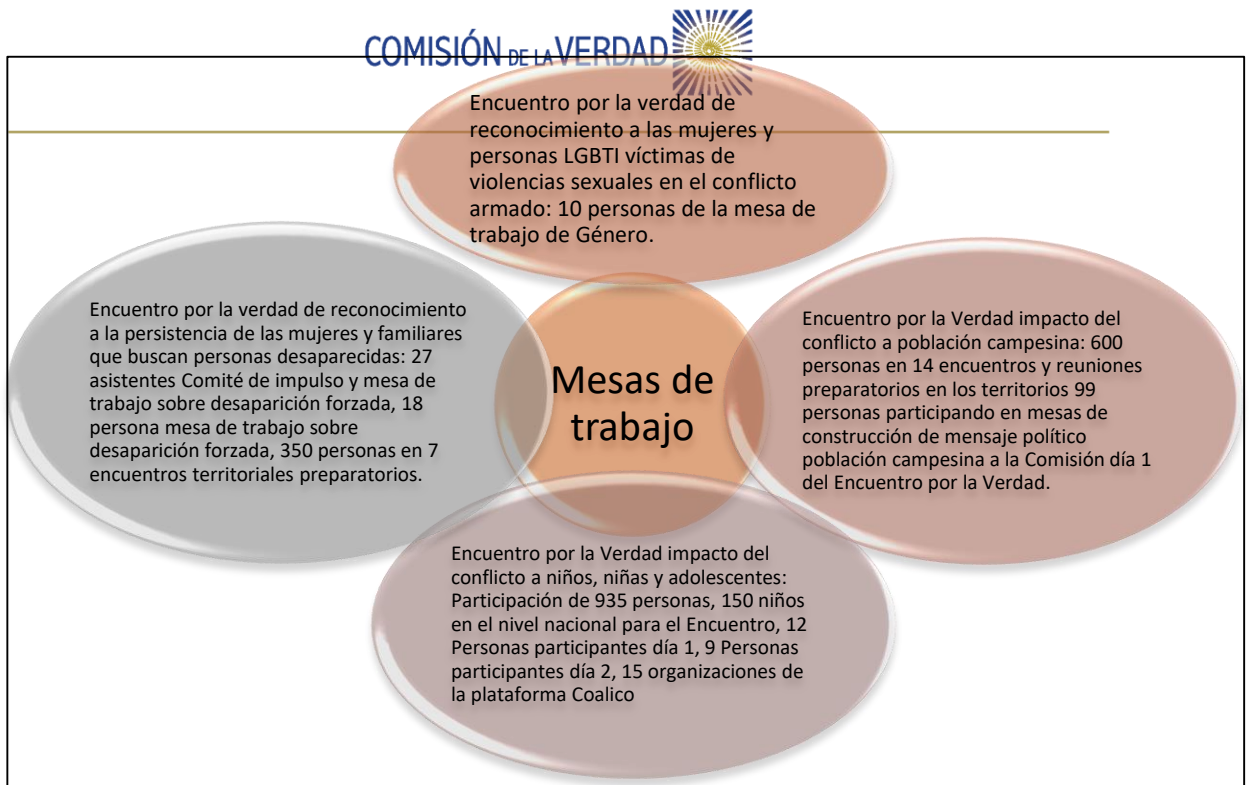 COMISIÓN DE LA VERDAD
Encuentro por la verdad de
reconocimiento a las mujeres y
personas LGBTI víctimas de
violencias sexuales en el conflicto
armado: 10 personas de la mesa de
trabajo de Género.
Encuentro por la verdad de reconocimiento
a la persistencia de las mujeres y familiares
que buscan personas desaparecidas: 27
asistentes Comité de impulso y mesa de
trabajo sobre desaparición forzada, 18
persona mesa de trabajo sobre
desaparición forzada, 350 personas en 7
encuentros territoriales preparatorios.
Mesas de
trabajo
Encuentro por la Verdad impacto del
conflicto a población campesina: 600
personas en 14 encuentros y reuniones
preparatorios en los territorios 99
personas participando en mesas de
construcción de mensaje político
población campesina a la Comisión día 1
del Encuentro por la Verdad.
Encuentro por la Verdad impacto del
conflicto a niños, niñas y adolescentes:
Participación de 935 personas, 150 niños
en el nivel nacional para el Encuentro, 12
Personas participantes día 1, 9 Personas
participantes día 2, 15 organizaciones de
la plataforma Coalico